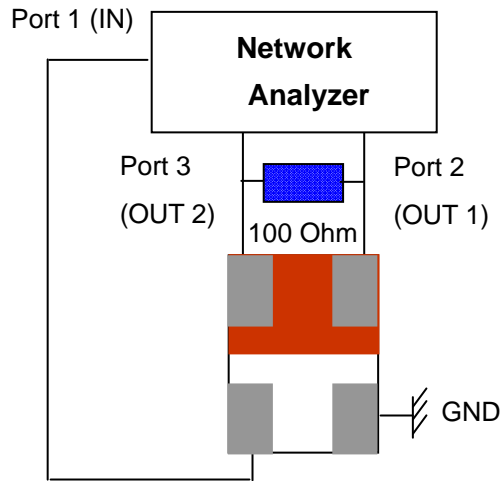 Port 1 (IN)
Network
Analyzer
Port 3
(OUT 2)
Port 2
(OUT 1)
100 Ohm
GND